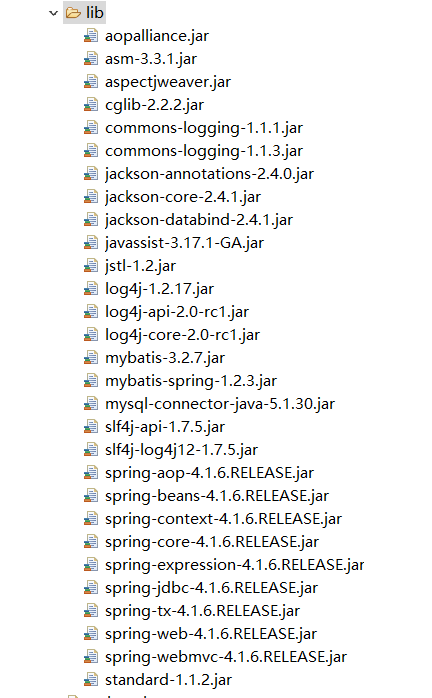 lib
aopalliance.jar
asm-3.3.1.jar
aspectjweaver.jar
cglib-2.2.2.jar
commons-logging-1.1.1.jar
commons-logging-1.1.3.jar
jackson-annotations-2.4.0.jar
jackson-core-2.4.1.jar
jackson-databind-2.4.1.jar
javassist-3.17.1-GA.jar
jstl-1.2.jar
log4j-1.2.17.jar
log4j-api-2.0-rc1.jar
log4j-core-2.0-rc1.jar
mybatis-3.2.7.jar
mybatis-spring-1.2.3.jar
mysql-connector-java-5.1.30.jar
slf4j-api-1.7.5.jar
slf4j-log4j12-1.7.5.jar
spring-aop-4.1.6.RELEASE.jar
spring-beans-4.1.6.RELEASE.jar
spring-context-4.1.6.RELEASE.jar
spring-core-4.1.6.RELEASE.jar
spring-expression-4.1.6.RELEASE.jar
spring-jdbc-4.1.6.RELEASE.jar
spring-tx-4.1.6.RELEASE.jar
spring-web-4.1.6.RELEASE.jar
spring-webmvc-4.1.6.RELEASE.jar
standard-1.1.2.jar